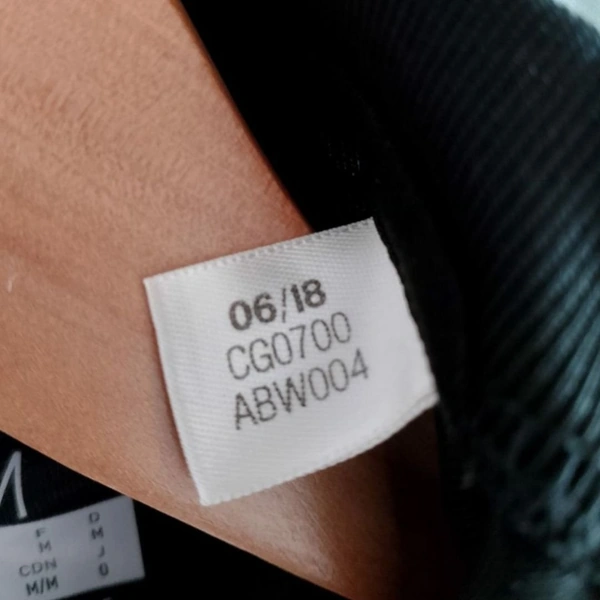 06/18
CG0700
ABW004
M
F D
M M
CDN J
M/M O